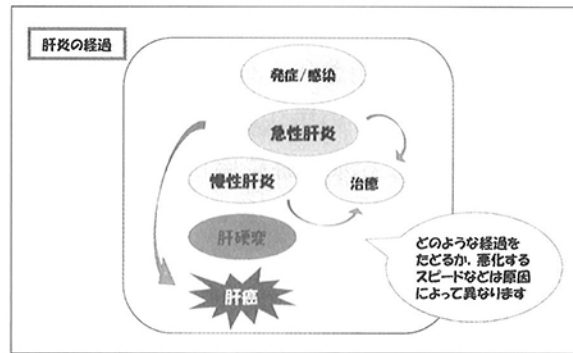 肝炎の経過
発症/感染
急性肝炎
慢性肝炎
治癒
肝硬変
肝癌
どのような経過を
たどるか、悪化する
スピードなどは原因
によって異なります